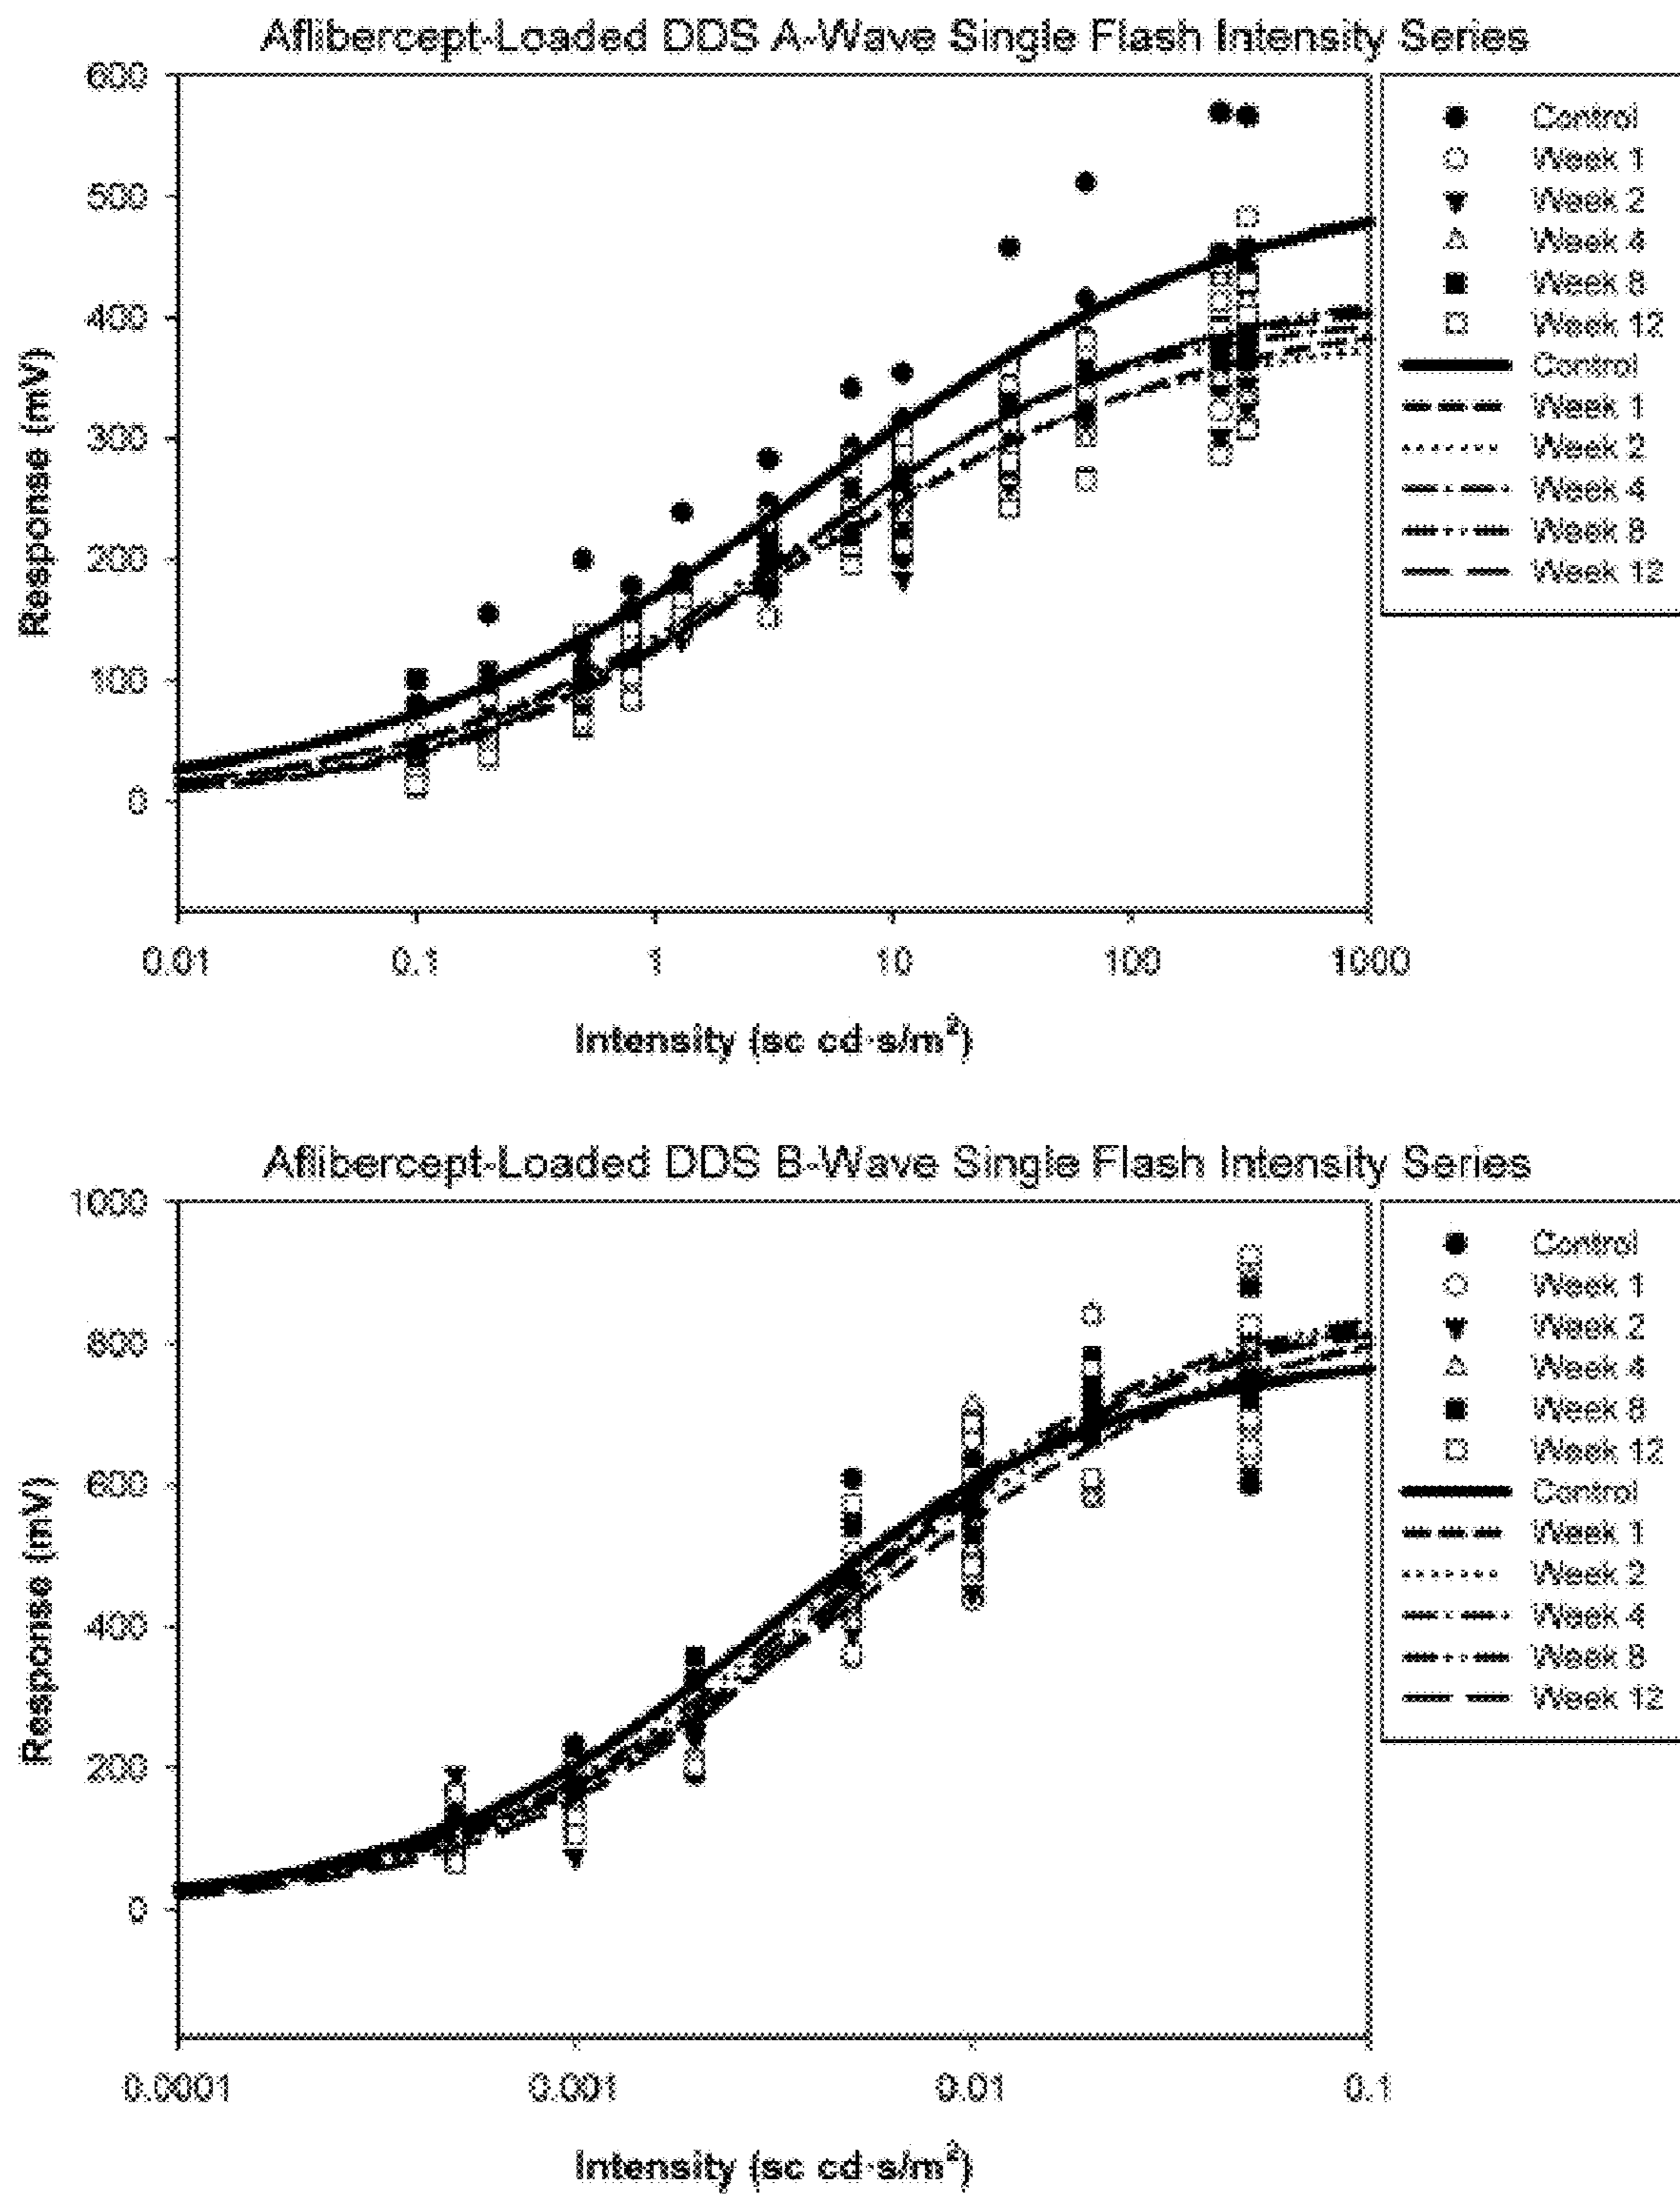 Aflibercept-Loaded DDS A-Wave Single Flash Intensity Series
600
500
400
300
200
100
0
Response (mV)
0.01 0.1 1 10 100 1000
Intensity (sc cd·s/m²)
Control
Week 1
Week 2
Week 4
Week 8
Week 12
Control
Week 1
Week 2
Week 4
Week 8
Week 12
Aflibercept-Loaded DDS B-Wave Single Flash Intensity Series
1000
800
600
400
200
0
Response (mV)
0.0001 0.001 0.01 0.1
Intensity (sc cd·s/m²)
Control
Week 1
Week 2
Week 4
Week 8
Week 12
Control
Week 1
Week 2
Week 4
Week 8
Week 12